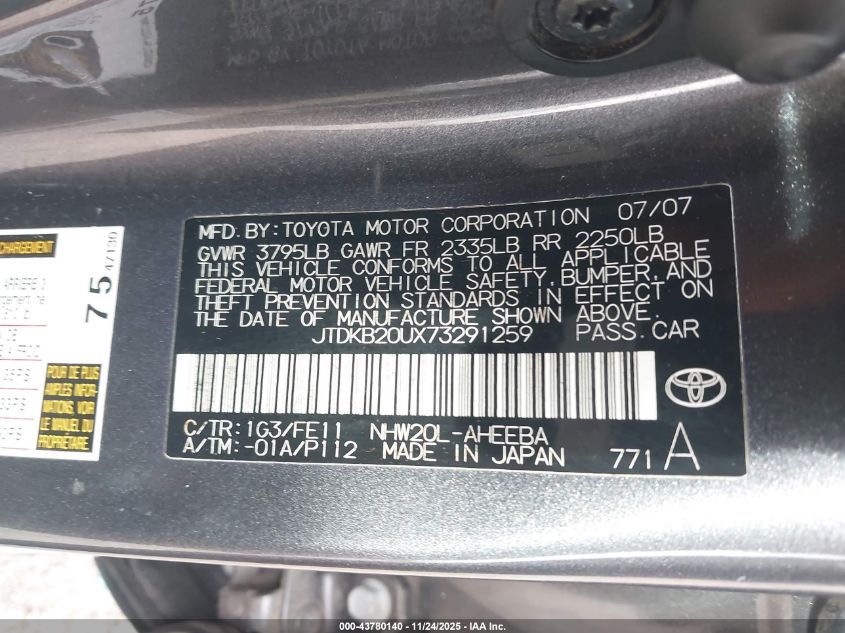 MFD. BY: TOYOTA MOTOR CORPORATION 07/07
GVWR 3795LB GAWR FR 2335LB RR 2250LB
THIS VEHICLE CONFORMS TO ALL APPLICABLE
FEDERAL MOTOR VEHICLE SAFETY, BUMPER, AND
THEFT PREVENTION STANDARDS IN EFFECT ON
THE DATE OF MANUFACTURE SHOWN ABOVE.
JTDKB20UX73291259 PASS. CAR
C/TR: 1G3/FE11 NHW20L-AHEEBA
A/TM: -01A/P112 MADE IN JAPAN 771 A
CHARGEMENT
75 47130
POUR DE PLUS
AMPLES INFOR-
MATIONS, VOIR
LE MANUEL DU
000-43780140 - 11/24/2025 - IAA Inc.